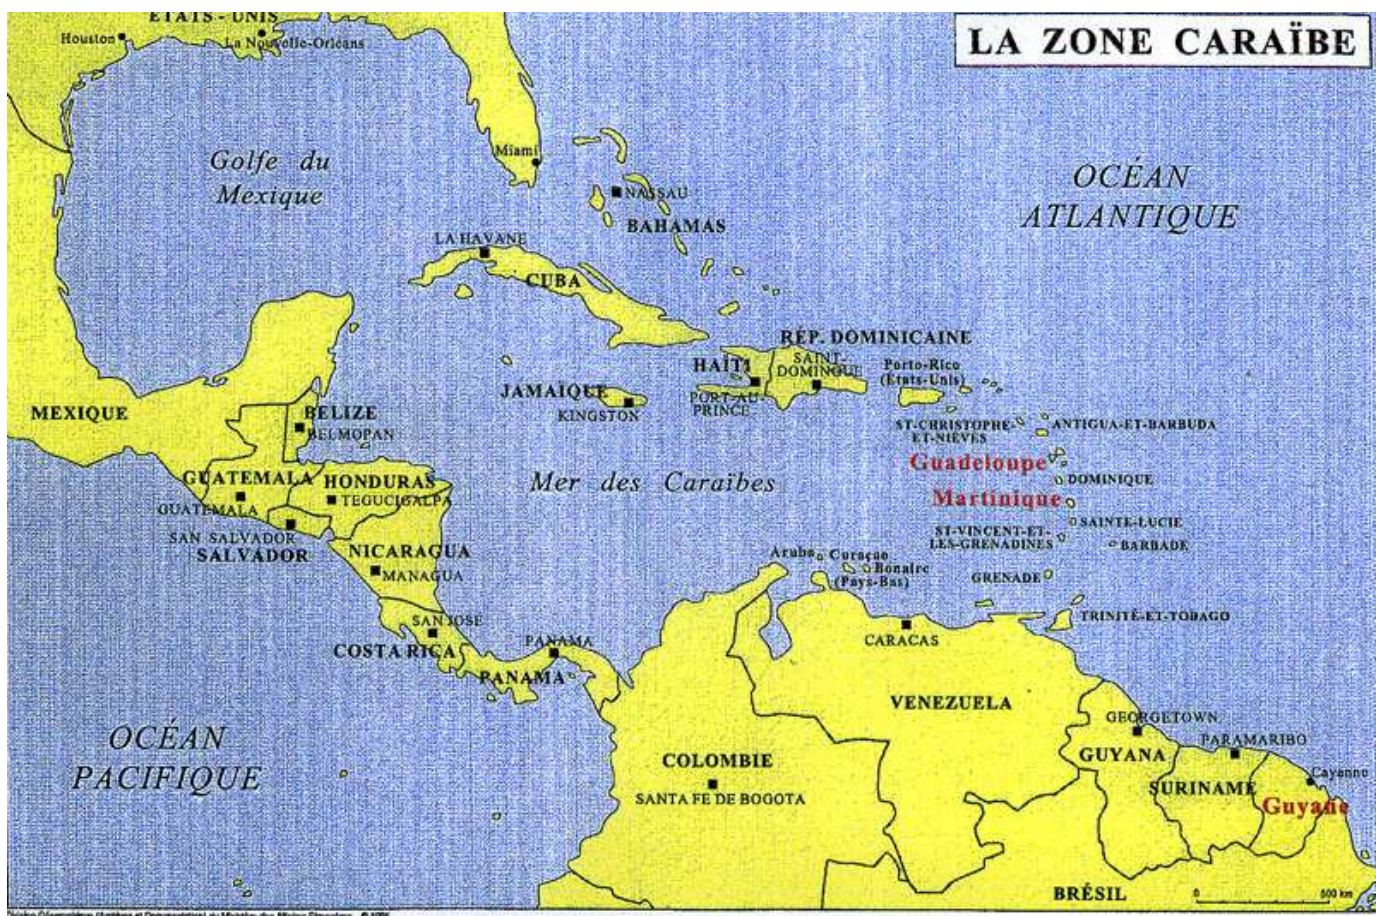 ÉTATS - UNIS
LA ZONE CARAÏBE
Houston
La Nouvelle-Orléans
Golfe du
Mexique
Miami
OCÉAN
ATLANTIQUE
NASSAU
BAHAMAS
LA HAVANE
CUBA
RÉP. DOMINICAINE
HAÏTI
SAINT-
DOMINGUE
Porto-Rico
(États-Unis)
JAMAÏQUE
KINGSTON
PORT-AU-
PRINCE
MEXIQUE
BELIZE
BELMOPAN
ST-CHRISTOPHE-
ET-NIÉVÈS
ANTIGUA-ET-BARBUDA
Guadeloupe
GUATEMALA
HONDURAS
Mer des Caraïbes
DOMINIQUE
Martinique
TEGUCIGALPA
GUATEMALA
SAN SALVADOR
SALVADOR
SAINTE-LUCIE
ST-VINCENT-ET-
LES-GRENADINES
BARBADE
NICARAGUA
MANAGUA
Aruba
Curaçao
Bonaire
(Pays-Bas)
GRENADE
SAN JOSE
COSTA RICA
PANAMA
PANAMA
CARACAS
TRINITÉ-ET-TOBAGO
VENEZUELA
OCÉAN
PACIFIQUE
COLOMBIE
SANTA FE DE BOGOTA
GEORGETOWN
GUYANA
PARAMARIBO
SURINAME
Cayenne
Guyane
BRÉSIL
0 500 km